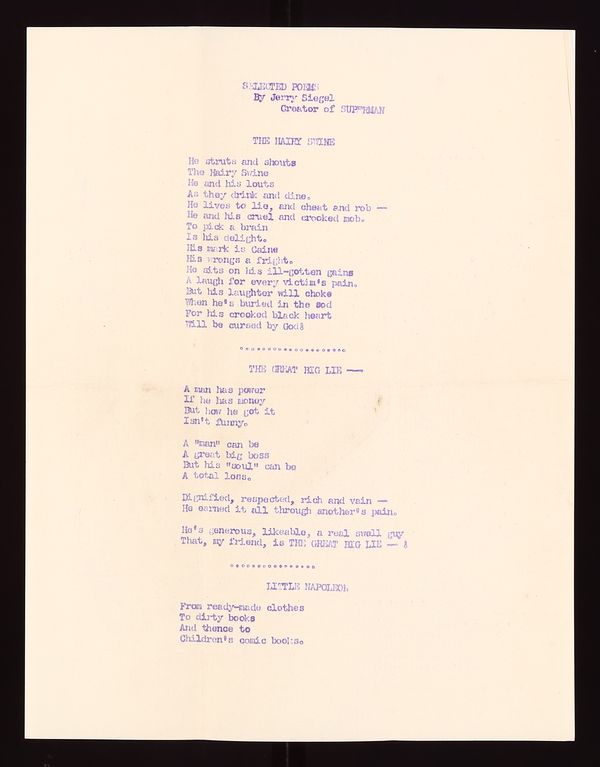 SELECTED POEMS
By Jerry Siegel
Creator of SUPERMAN
THE HAIRY SWINE
He struts and shouts
The Hairy Swine
He and his louts
As they drink and dine.
He lives to lie, and cheat and rob —
He and his cruel and crooked mob.
To pick a brain
Is his delight.
His mark is Caine
His wrongs a fright.
He sits on his ill-gotten gains
A laugh for every victim's pain.
But his laughter will choke
When he's buried in the sod
For his crooked black heart
Will be cursed by God!
THE GREAT BIG LIE —
A man has power
If he has money
But how he got it
Isn't funny.
A "man" can be
A great big boss
But his "soul" can be
A total loss.
Dignified, respected, rich and vain —
He earned it all through another's pain.
He's generous, likeable, a real swell guy
That, my friend, is THE GREAT BIG LIE — !
LITTLE NAPOLEON
From ready-made clothes
To dirty books
And thence to
Children's comic books.